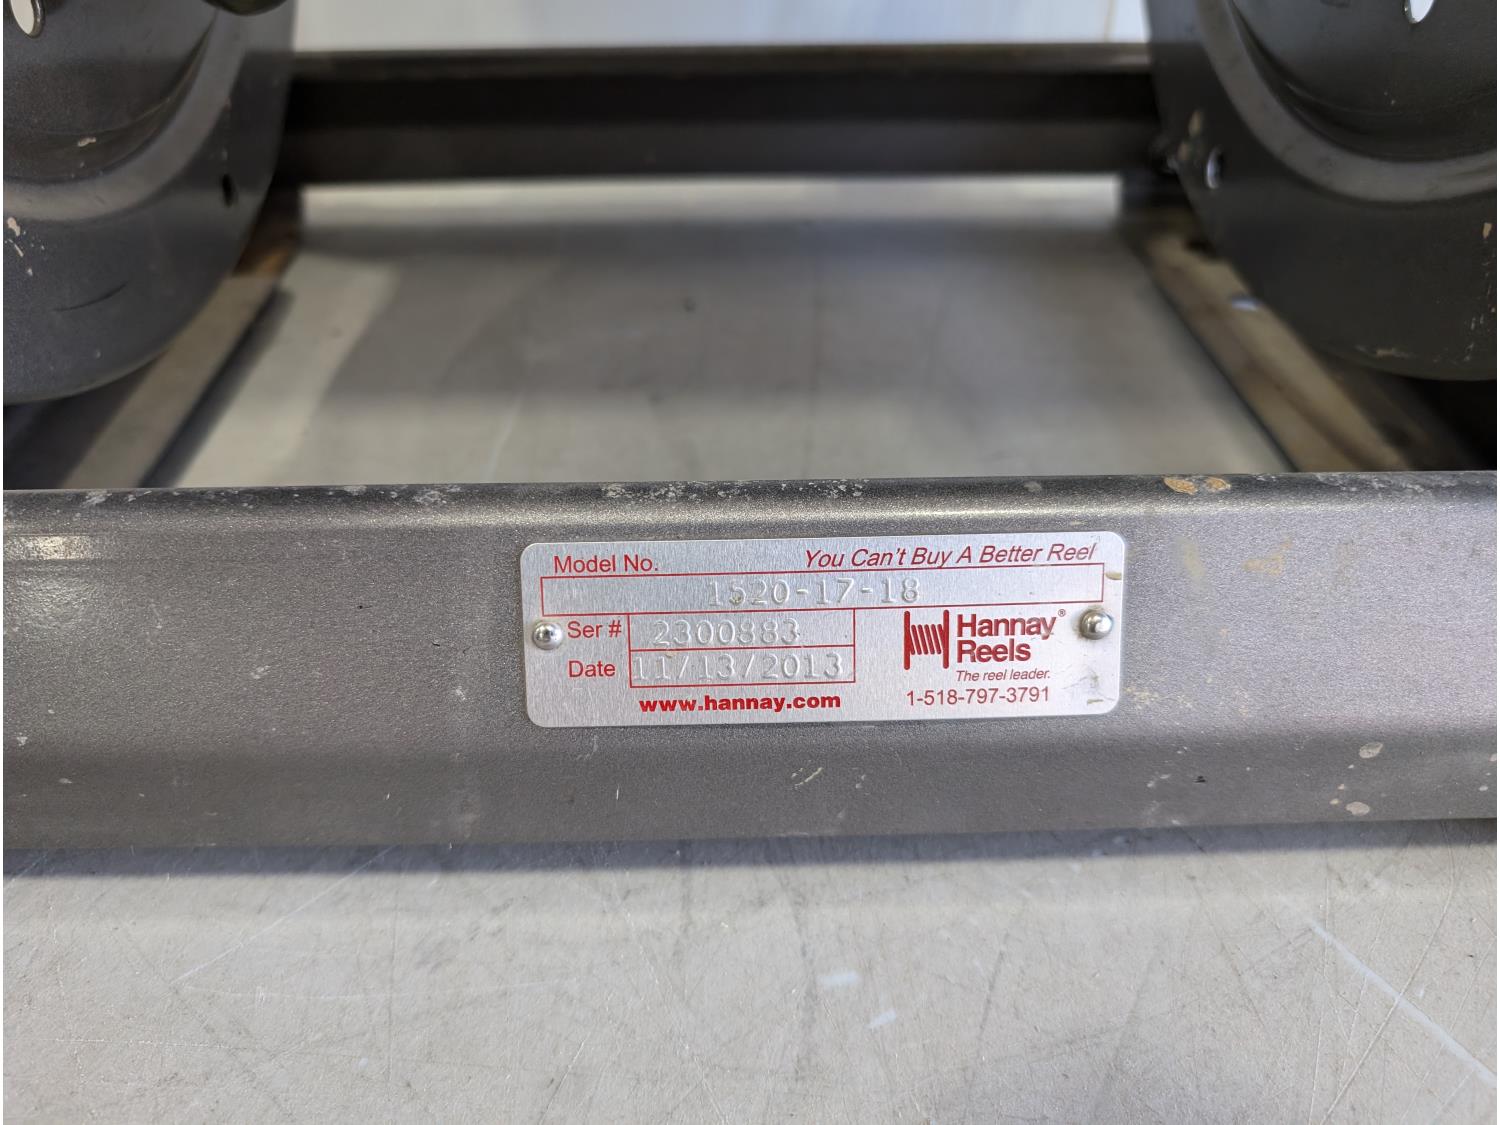 Model No. You Can't Buy A Better Reel
1520-17-18
Ser # 2300883
Date 11/13/2013
Hannay®
Reels
The reel leader.
www.hannay.com
1-518-797-3791